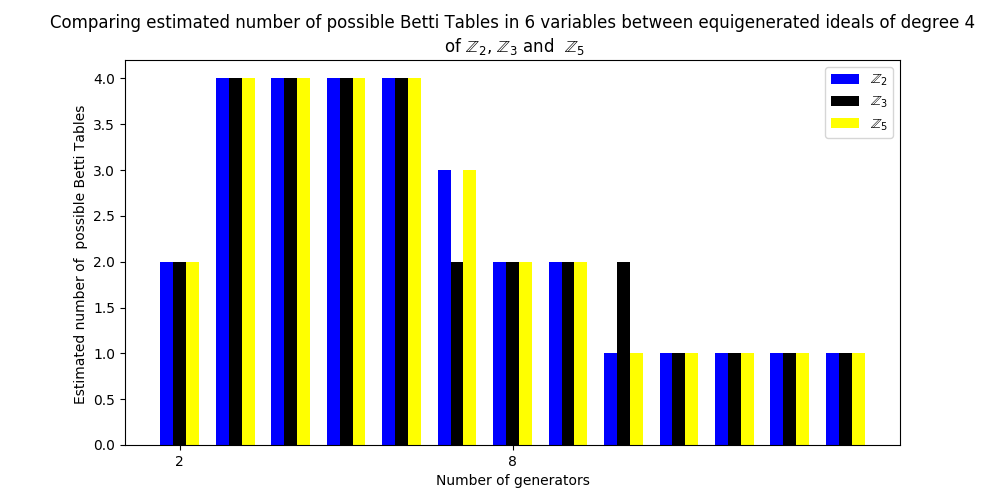 Comparing estimated number of possible Betti Tables in 6 variables between equigenerated ideals of degree 4
of ℤ₂, ℤ₃ and ℤ₅
4.0
3.5
3.0
2.5
2.0
1.5
1.0
0.5
0.0
Estimated number of possible Betti Tables
ℤ₂
ℤ₃
ℤ₅
2
8
Number of generators